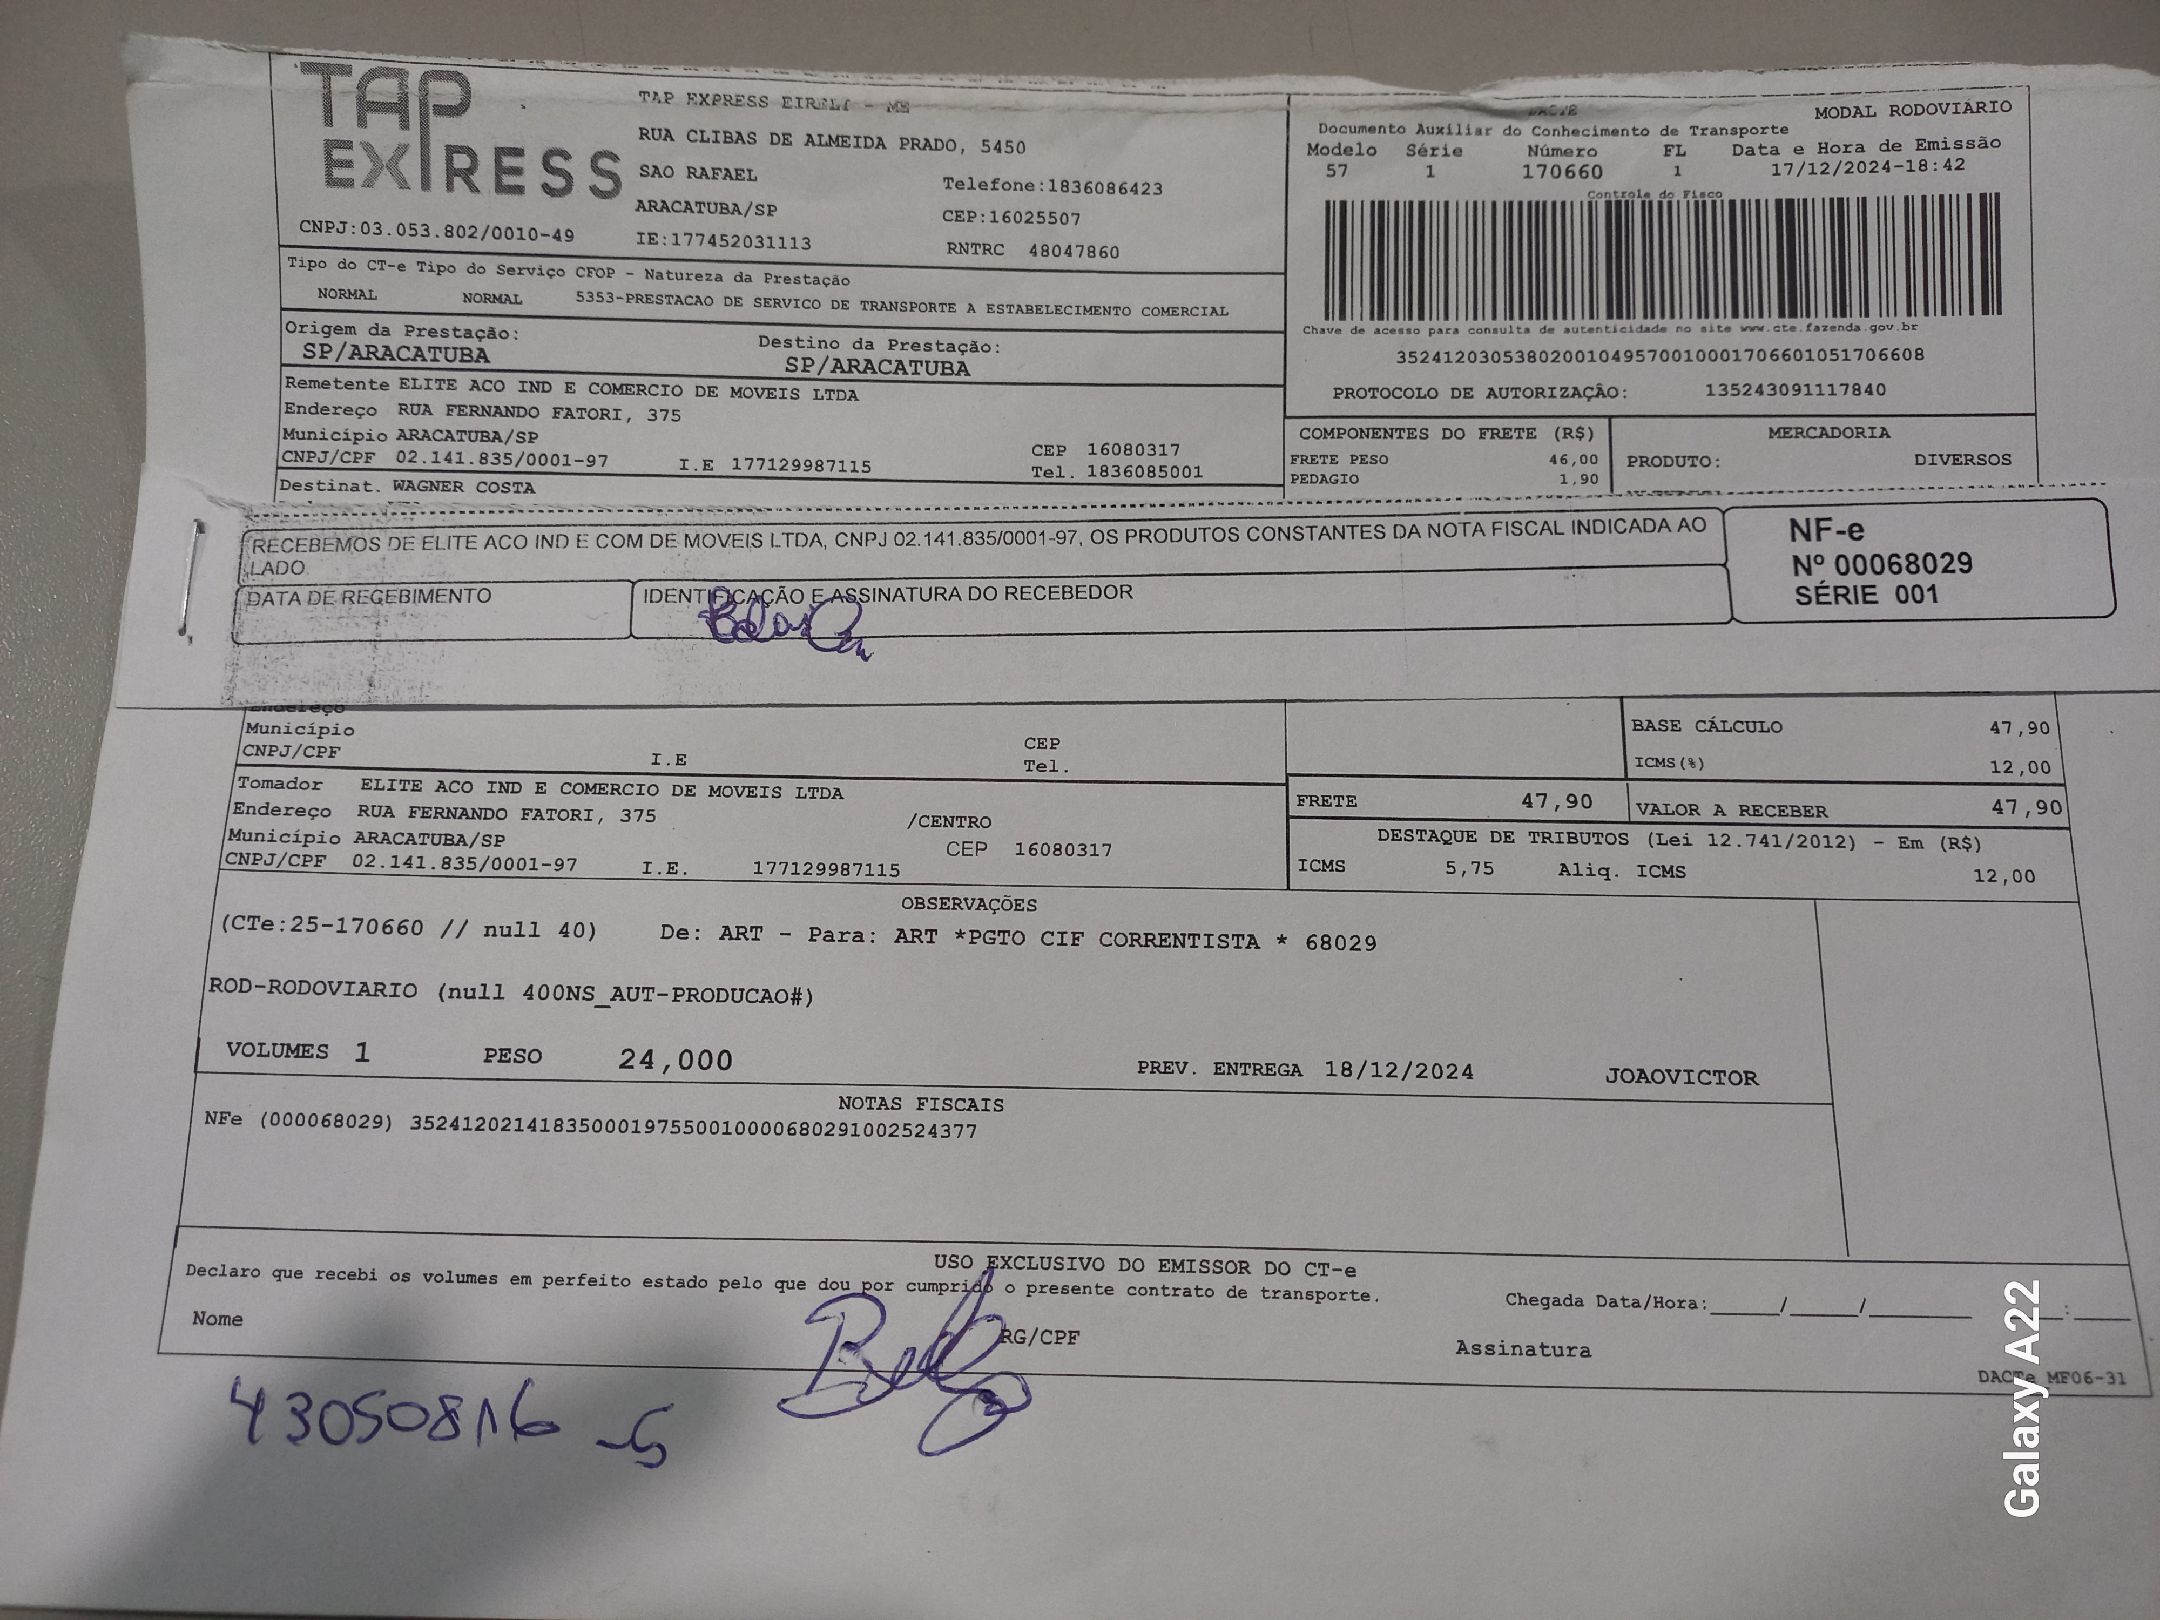 TAP EXPRESS
TAP EXPRESS EIRELI - ME
RUA CLIBAS DE ALMEIDA PRADO, 5450
SAO RAFAEL
Telefone:1836086423
ARACATUBA/SP
CEP:16025507
CNPJ:03.053.802/0010-49
IE:177452031113
RNTRC 48047860
DACTE
MODAL RODOVIÁRIO
Documento Auxiliar do Conhecimento de Transporte
Modelo Série Número FL Data e Hora de Emissão
57 1 170660 1 17/12/2024-18:42
Controle do Fisco
Chave de acesso para consulta de autenticidade no site www.cte.fazenda.gov.br
35241203053802001049570010001706601051706608
PROTOCOLO DE AUTORIZAÇÃO: 135243091117840
Tipo do CT-e Tipo do Serviço CFOP - Natureza da Prestação
NORMAL NORMAL 5353-PRESTACAO DE SERVICO DE TRANSPORTE A ESTABELECIMENTO COMERCIAL
Origem da Prestação:
SP/ARACATUBA
Destino da Prestação:
SP/ARACATUBA
Remetente ELITE ACO IND E COMERCIO DE MOVEIS LTDA
Endereço RUA FERNANDO FATORI, 375
Município ARACATUBA/SP
CEP 16080317
CNPJ/CPF 02.141.835/0001-97 I.E 177129987115 Tel. 1836085001
Destinat. WAGNER COSTA
COMPONENTES DO FRETE (R$)
FRETE PESO 46,00
PEDAGIO 1,90
MERCADORIA
PRODUTO: DIVERSOS
RECEBEMOS DE ELITE ACO IND E COM DE MOVEIS LTDA, CNPJ 02.141.835/0001-97, OS PRODUTOS CONSTANTES DA NOTA FISCAL INDICADA AO
LADO
DATA DE RECEBIMENTO
IDENTIFICAÇÃO E ASSINATURA DO RECEBEDOR
NF-e
Nº 00068029
SÉRIE 001
Endereço
Município
CEP
CNPJ/CPF I.E Tel.
BASE CÁLCULO 47,90
ICMS(%) 12,00
Tomador ELITE ACO IND E COMERCIO DE MOVEIS LTDA
Endereço RUA FERNANDO FATORI, 375 /CENTRO
Município ARACATUBA/SP CEP 16080317
CNPJ/CPF 02.141.835/0001-97 I.E. 177129987115
FRETE 47,90 VALOR A RECEBER 47,90
DESTAQUE DE TRIBUTOS (Lei 12.741/2012) - Em (R$)
ICMS 5,75 Aliq. ICMS 12,00
OBSERVAÇÕES
(CTe:25-170660 // null 40) De: ART - Para: ART *PGTO CIF CORRENTISTA * 68029
ROD-RODOVIARIO (null 400NS_AUT-PRODUCAO#)
VOLUMES 1 PESO 24,000 PREV. ENTREGA 18/12/2024 JOAOVICTOR
NOTAS FISCAIS
NFe (000068029) 35241202141835000197550010000680291002524377
USO EXCLUSIVO DO EMISSOR DO CT-e
Declaro que recebi os volumes em perfeito estado pelo que dou por cumprido o presente contrato de transporte.
Chegada Data/Hora:_____/_____/________ __:_____
Nome RG/CPF Assinatura
DACTe MF06-31
43050816-5
Galaxy A22